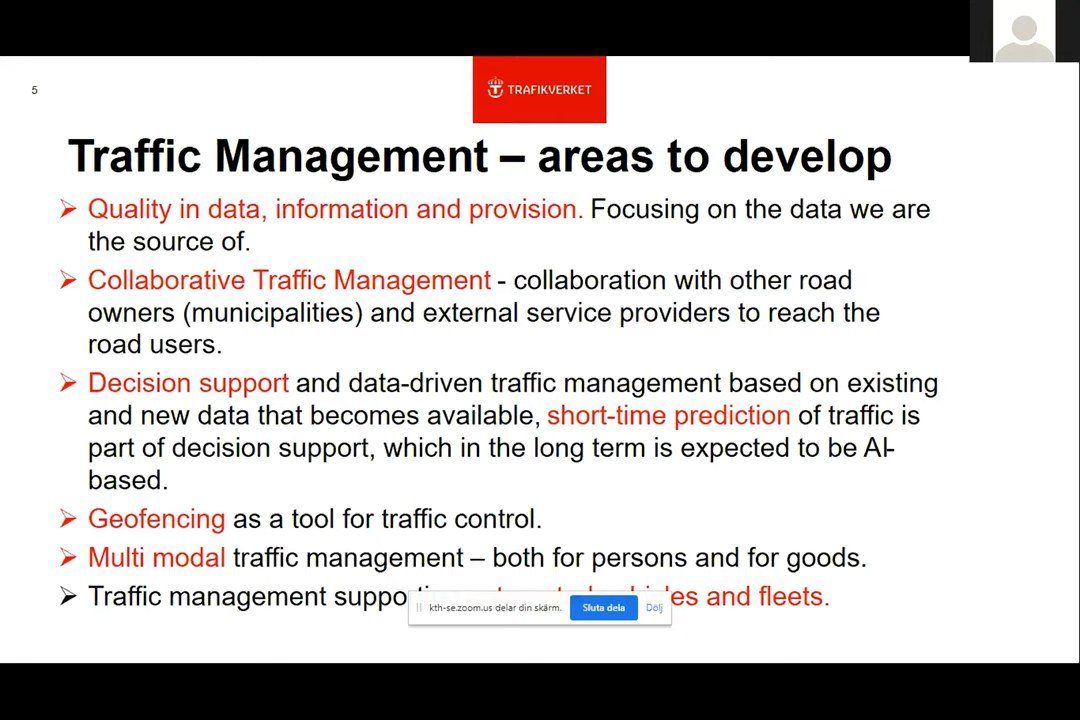 5
TRAFIKVERKET
Traffic Management – areas to develop
➢ Quality in data, information and provision. Focusing on the data we are
the source of.
➢ Collaborative Traffic Management - collaboration with other road
owners (municipalities) and external service providers to reach the
road users.
➢ Decision support and data-driven traffic management based on existing
and new data that becomes available, short-time prediction of traffic is
part of decision support, which in the long term is expected to be AI-
based.
➢ Geofencing as a tool for traffic control.
➢ Multi modal traffic management – both for persons and for goods.
➢ Traffic management and fleets.
kth-se.zoom.us delar din skärm. Sluta dela Dölj